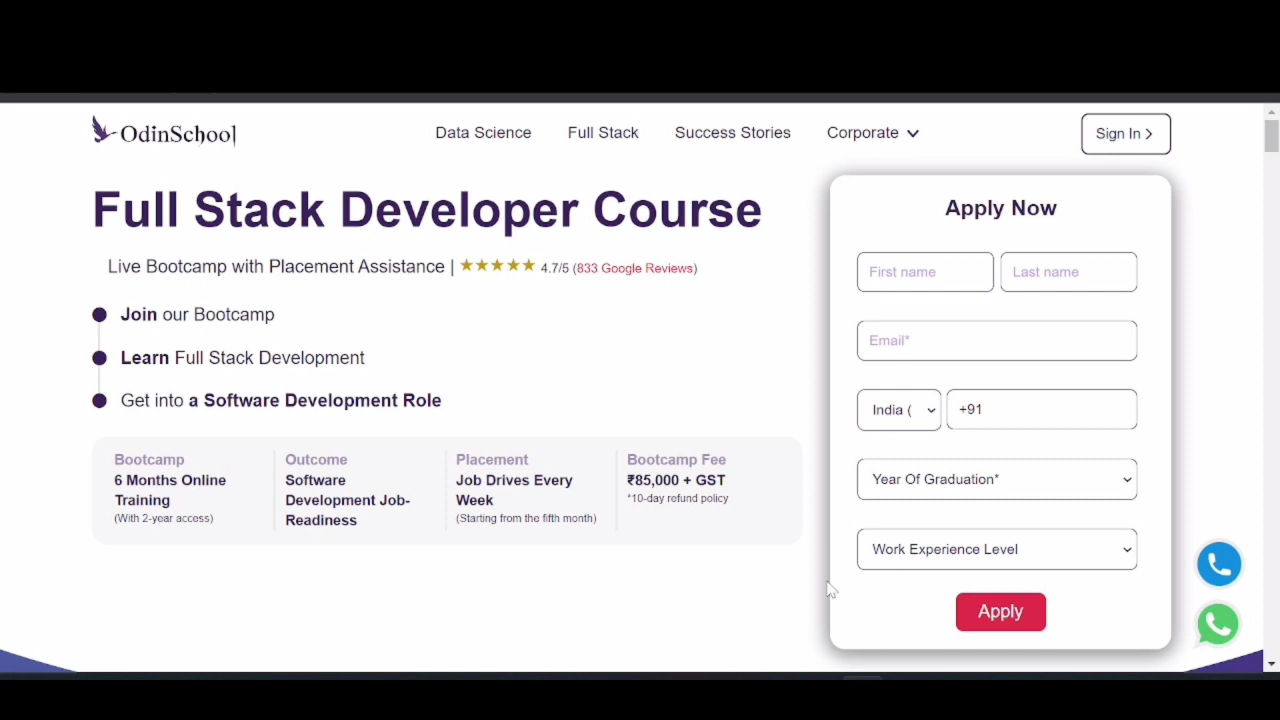 OdinSchool
Data Science
Full Stack
Success Stories
Corporate
Sign In
Full Stack Developer Course
Live Bootcamp with Placement Assistance | ★★★★★ 4.7/5 (833 Google Reviews)
Join our Bootcamp
Learn Full Stack Development
Get into a Software Development Role
Bootcamp
6 Months Online
Training
(With 2-year access)
Outcome
Software
Development Job-
Readiness
Placement
Job Drives Every
Week
(Starting from the fifth month)
Bootcamp Fee
₹85,000 + GST
*10-day refund policy
Apply Now
First name
Last name
Email*
India (
+91
Year Of Graduation*
Work Experience Level
Apply